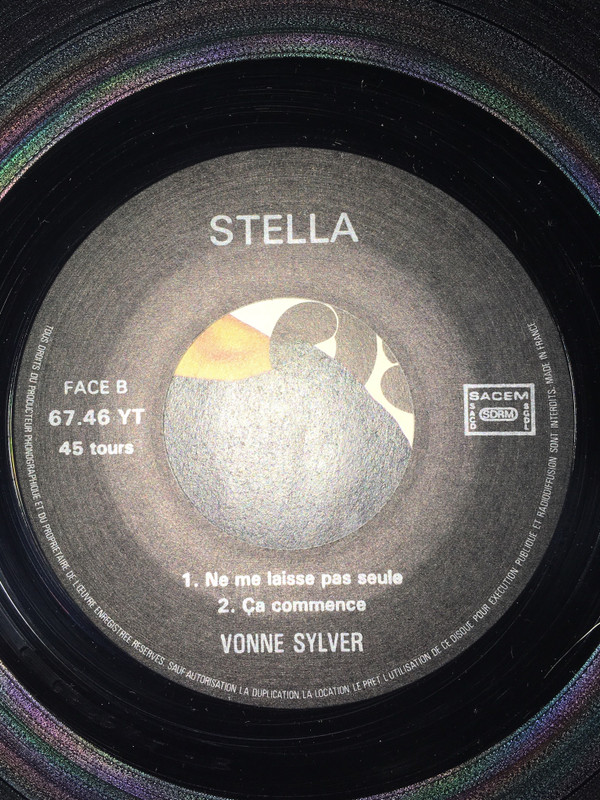 STELLA
FACE B
67.46 YT
45 tours
SACEM
SACD
SDRM
SGDL
1. Ne me laisse pas seule
2. Ça commence
VONNE SYLVER
TOUS DROITS DU PRODUCTEUR PHONOGRAPHIQUE ET DU PROPRIETAIRE DE L'ŒUVRE ENREGISTREE RESERVES. SAUF AUTORISATION LA DUPLICATION, LA LOCATION, LE PRET, L'UTILISATION DE CE DISQUE POUR EXECUTION PUBLIQUE ET RADIODIFFUSION SONT INTERDITS. MADE IN FRANCE